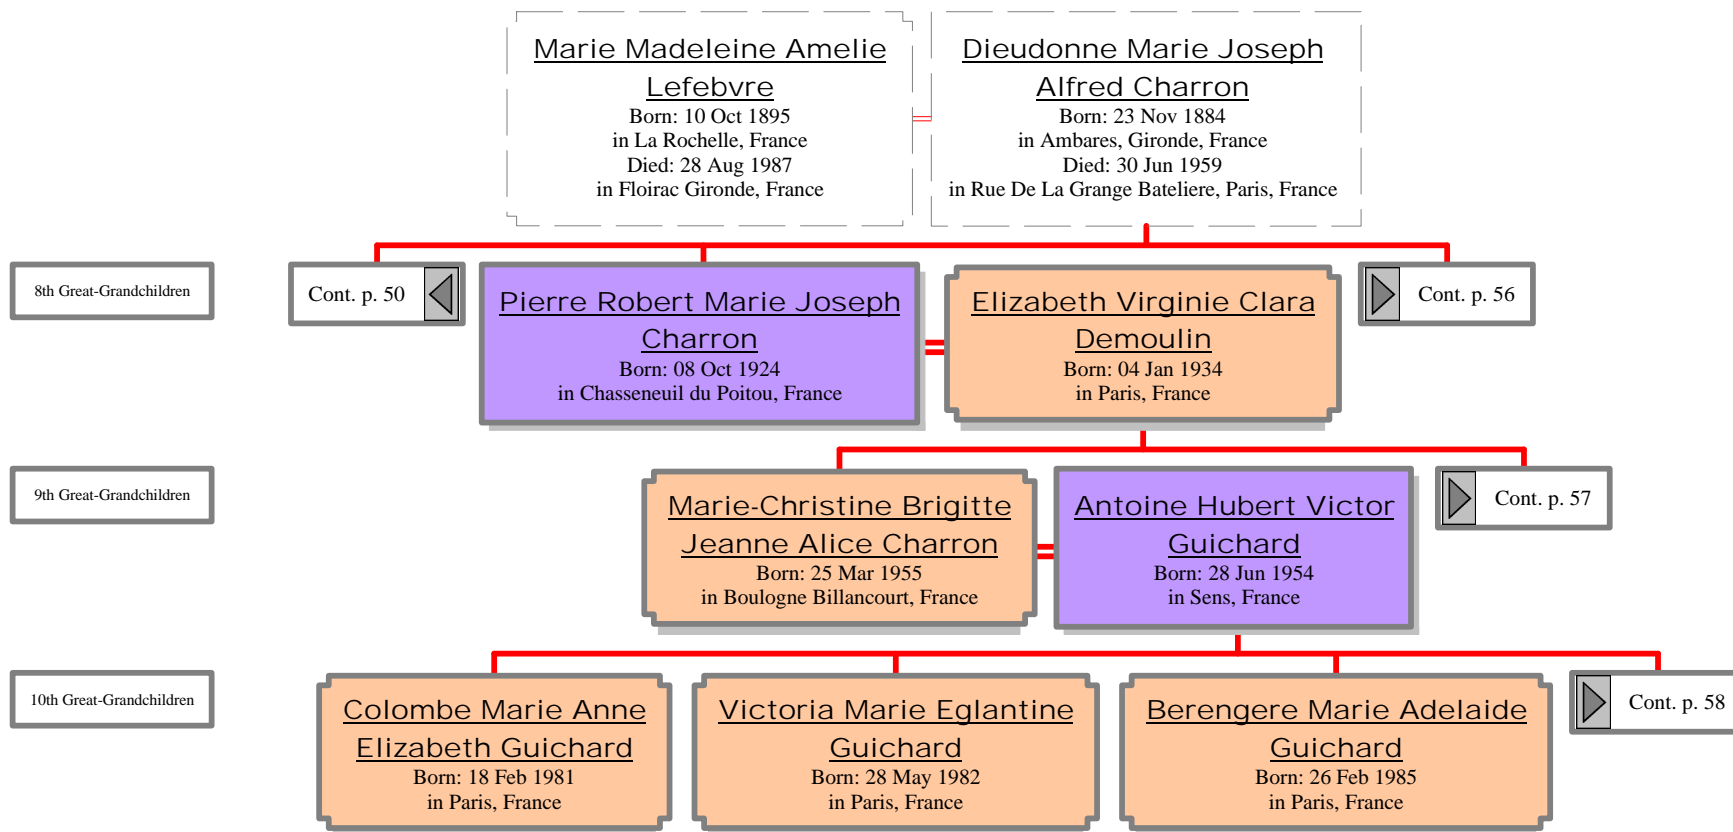 Marie Madeleine Amelie
Lefebvre
Born: 10 Oct 1895
in La Rochelle, France
Died: 28 Aug 1987
in Floirac Gironde, France
Dieudonne Marie Joseph
Alfred Charron
Born: 23 Nov 1884
in Ambares, Gironde, France
Died: 30 Jun 1959
in Rue De La Grange Bateliere, Paris, France
8th Great-Grandchildren
Cont. p. 50
Pierre Robert Marie Joseph
Charron
Born: 08 Oct 1924
in Chasseneuil du Poitou, France
Elizabeth Virginie Clara
Demoulin
Born: 04 Jan 1934
in Paris, France
Cont. p. 56
9th Great-Grandchildren
Marie-Christine Brigitte
Jeanne Alice Charron
Born: 25 Mar 1955
in Boulogne Billancourt, France
Antoine Hubert Victor
Guichard
Born: 28 Jun 1954
in Sens, France
Cont. p. 57
10th Great-Grandchildren
Colombe Marie Anne
Elizabeth Guichard
Born: 18 Feb 1981
in Paris, France
Victoria Marie Eglantine
Guichard
Born: 28 May 1982
in Paris, France
Berengere Marie Adelaide
Guichard
Born: 26 Feb 1985
in Paris, France
Cont. p. 58